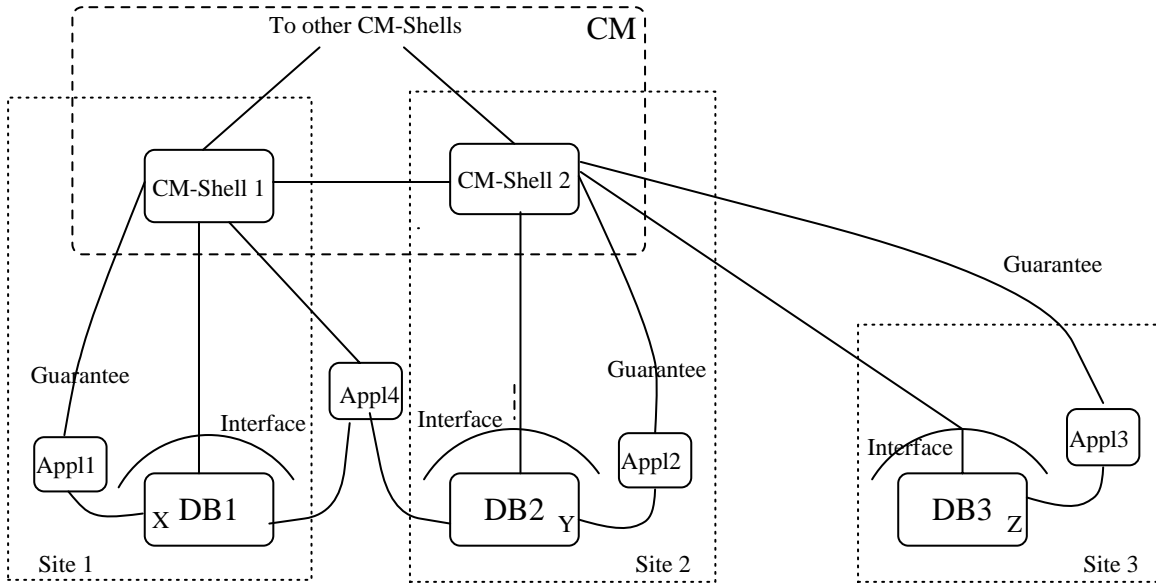 To other CM-Shells
CM
CM-Shell 1
CM-Shell 2
Guarantee
Guarantee
Interface
Appl4
Guarantee
Interface
Interface
Appl1
Appl2
Appl3
X
DB1
DB2
Y
DB3
Z
Site 1
Site 2
Site 3